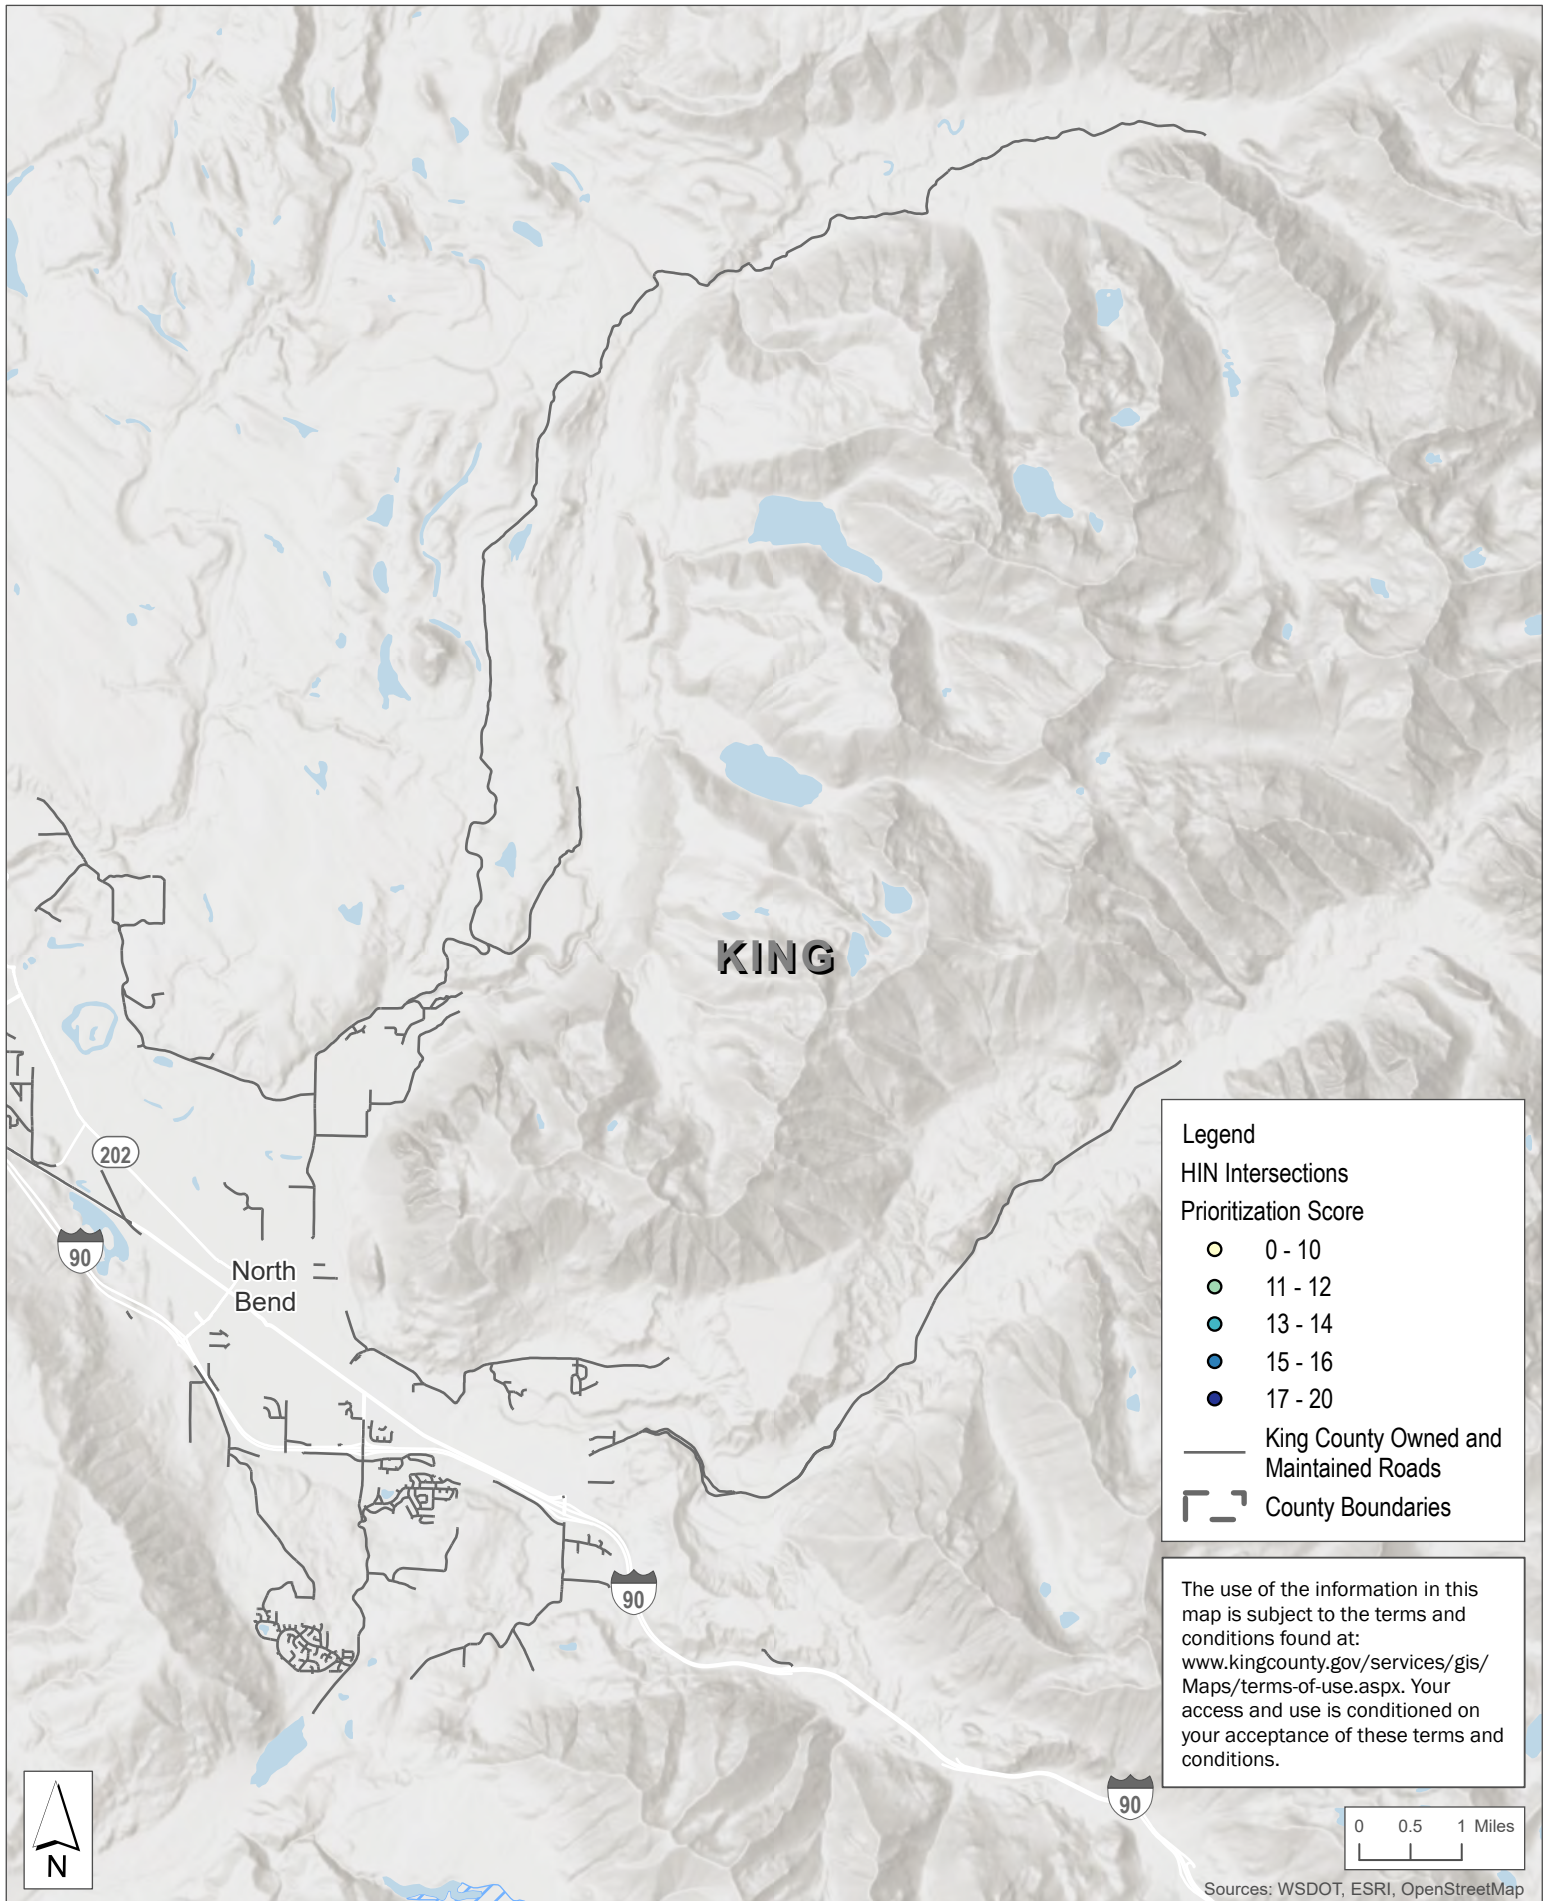 KING
202
90
North
Bend
90
90
Legend
HIN Intersections
Prioritization Score
0 - 10
11 - 12
13 - 14
15 - 16
17 - 20
King County Owned and
Maintained Roads
County Boundaries
The use of the information in this
map is subject to the terms and
conditions found at:
www.kingcounty.gov/services/gis/
Maps/terms-of-use.aspx. Your
access and use is conditioned on
your acceptance of these terms and
conditions.
N
0 0.5 1 Miles
Sources: WSDOT, ESRI, OpenStreetMap